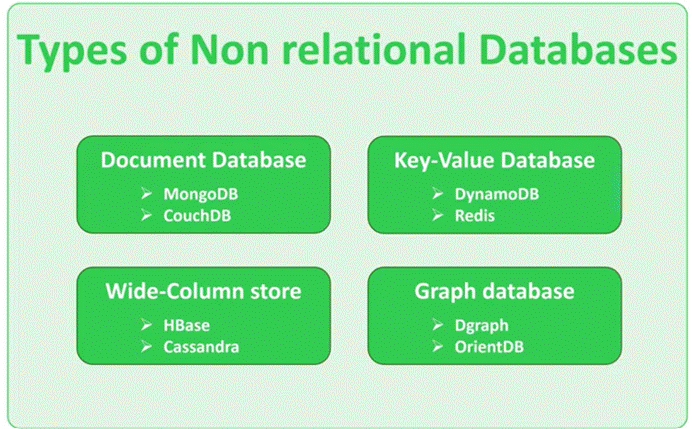 Types of Non relational Databases
Document Database
➢ MongoDB
➢ CouchDB
Key-Value Database
➢ DynamoDB
➢ Redis
Wide-Column store
➢ HBase
➢ Cassandra
Graph database
➢ Dgraph
➢ OrientDB